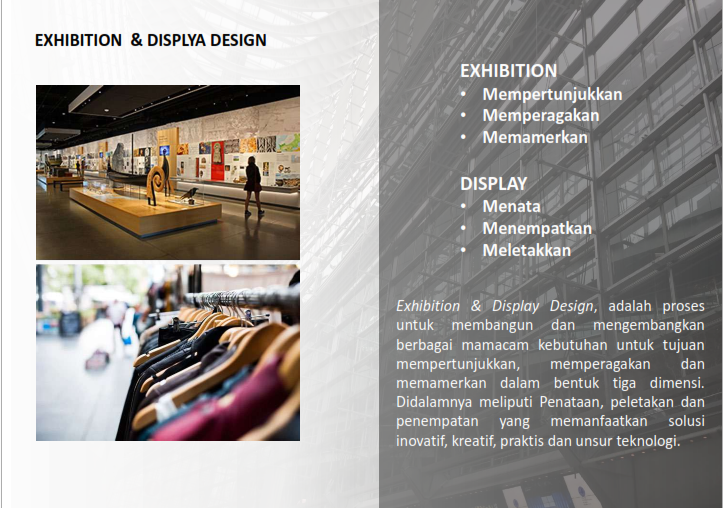 EXHIBITION & DISPLYA DESIGN
EXHIBITION
• Mempertunjukkan
• Memperagakan
• Memamerkan
DISPLAY
• Menata
• Menempatkan
• Meletakkan
Exhibition & Display Design, adalah proses
untuk membangun dan mengembangkan
berbagai mamacam kebutuhan untuk tujuan
mempertunjukkan, memperagakan dan
memamerkan dalam bentuk tiga dimensi.
Didalamnya meliputi Penataan, peletakan dan
penempatan yang memanfaatkan solusi
inovatif, kreatif, praktis dan unsur teknologi.